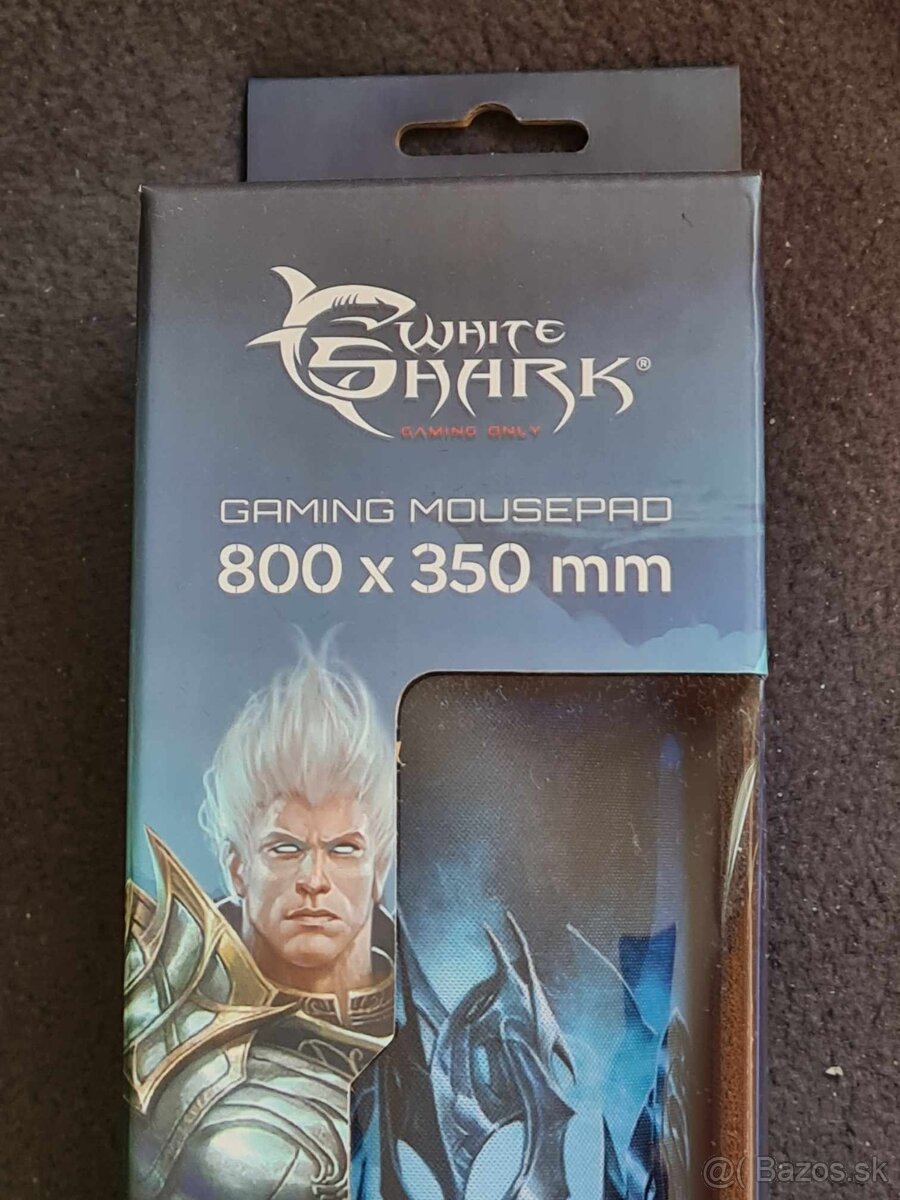 WHITE
SHARK®
GAMING ONLY
GAMING MOUSEPAD
800 x 350 mm
@( Bazos.sk